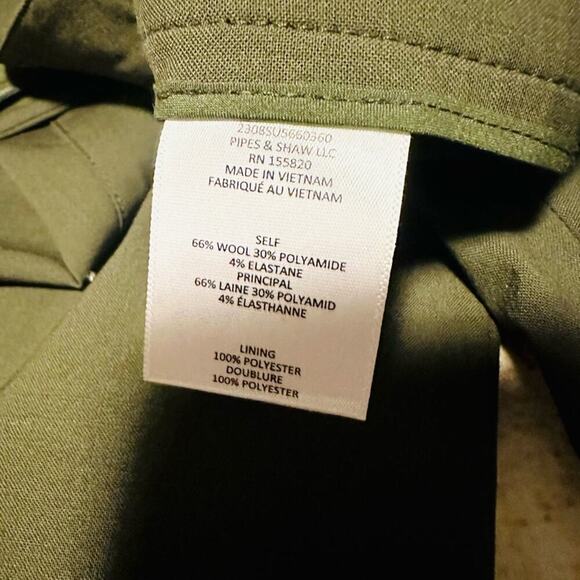 2308SU5660360
PIPES & SHAW LLC
RN 155820
MADE IN VIETNAM
FABRIQUÉ AU VIETNAM
SELF
66% WOOL 30% POLYAMIDE
4% ELASTANE
PRINCIPAL
66% LAINE 30% POLYAMID
4% ÉLASTHANNE
LINING
100% POLYESTER
DOUBLURE
100% POLYESTER